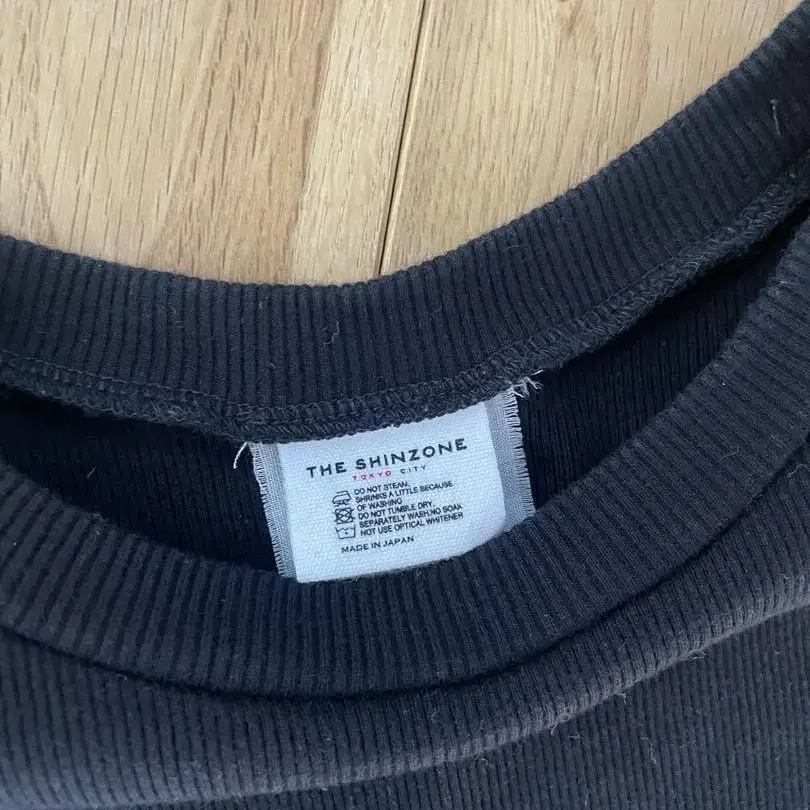 THE SHINZONE
TOKYO CITY
DO NOT STEAM,
SHRINKS A LITTLE BECAUSE
OF WASHING
DO NOT TUMBLE DRY,
SEPARATELY WASH.NO SOAK
NOT USE OPTICAL WHITENER
MADE IN JAPAN